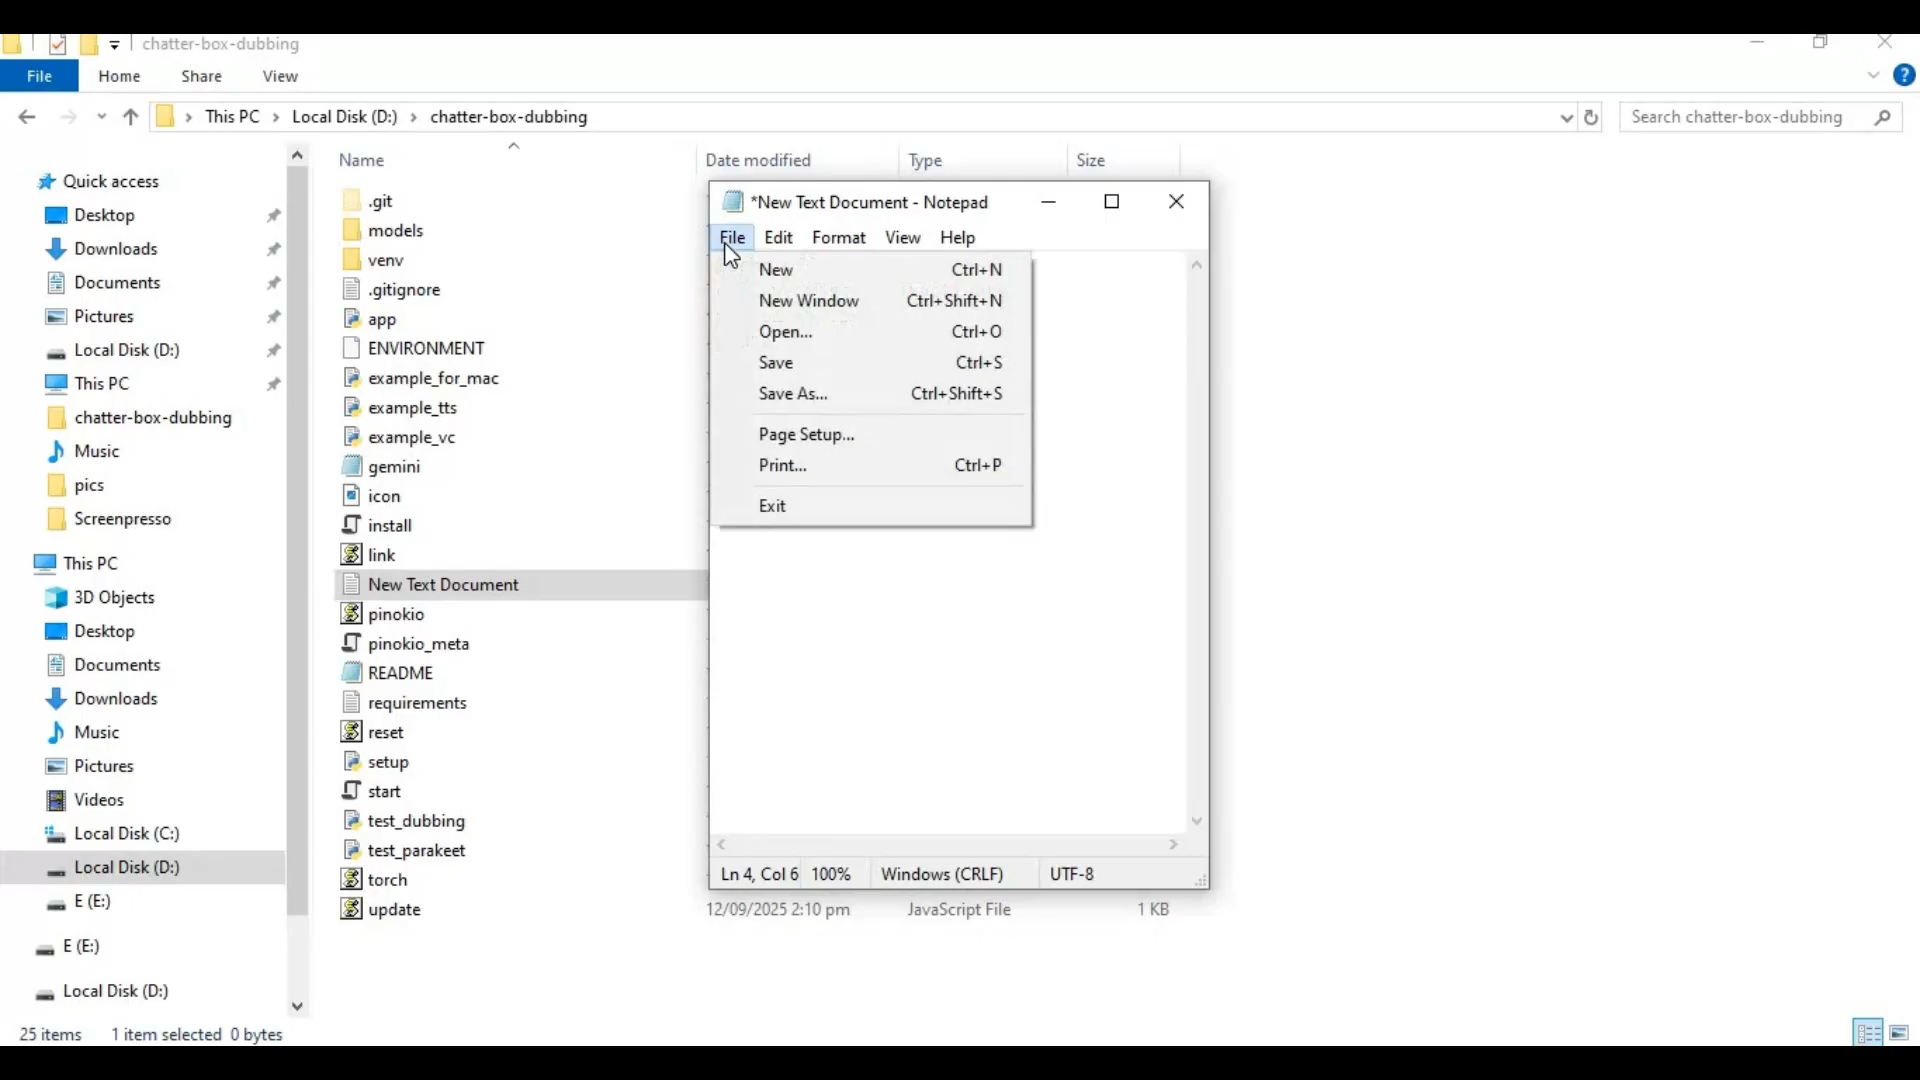 chatter-box-dubbing
File Home Share View
This PC Local Disk (D:) chatter-box-dubbing Search chatter-box-dubbing
Name Date modified Type Size
Quick access
Desktop
Downloads
Documents
Pictures
Local Disk (D:)
This PC
chatter-box-dubbing
Music
pics
Screenpresso
This PC
3D Objects
Desktop
Documents
Downloads
Music
Pictures
Videos
Local Disk (C:)
Local Disk (D:)
E (E:)
E (E:)
Local Disk (D:)
.git
models
venv
.gitignore
app
ENVIRONMENT
example_for_mac
example_tts
example_vc
gemini
icon
install
link
New Text Document
pinokio
pinokio_meta
README
requirements
reset
setup
start
test_dubbing
test_parakeet
torch
update 12/09/2025 2:10 pm JavaScript File 1 KB
*New Text Document - Notepad
File Edit Format View Help
New Ctrl+N
New Window Ctrl+Shift+N
Open... Ctrl+O
Save Ctrl+S
Save As... Ctrl+Shift+S
Page Setup...
Print... Ctrl+P
Exit
Ln 4, Col 6 100% Windows (CRLF) UTF-8
25 items 1 item selected 0 bytes